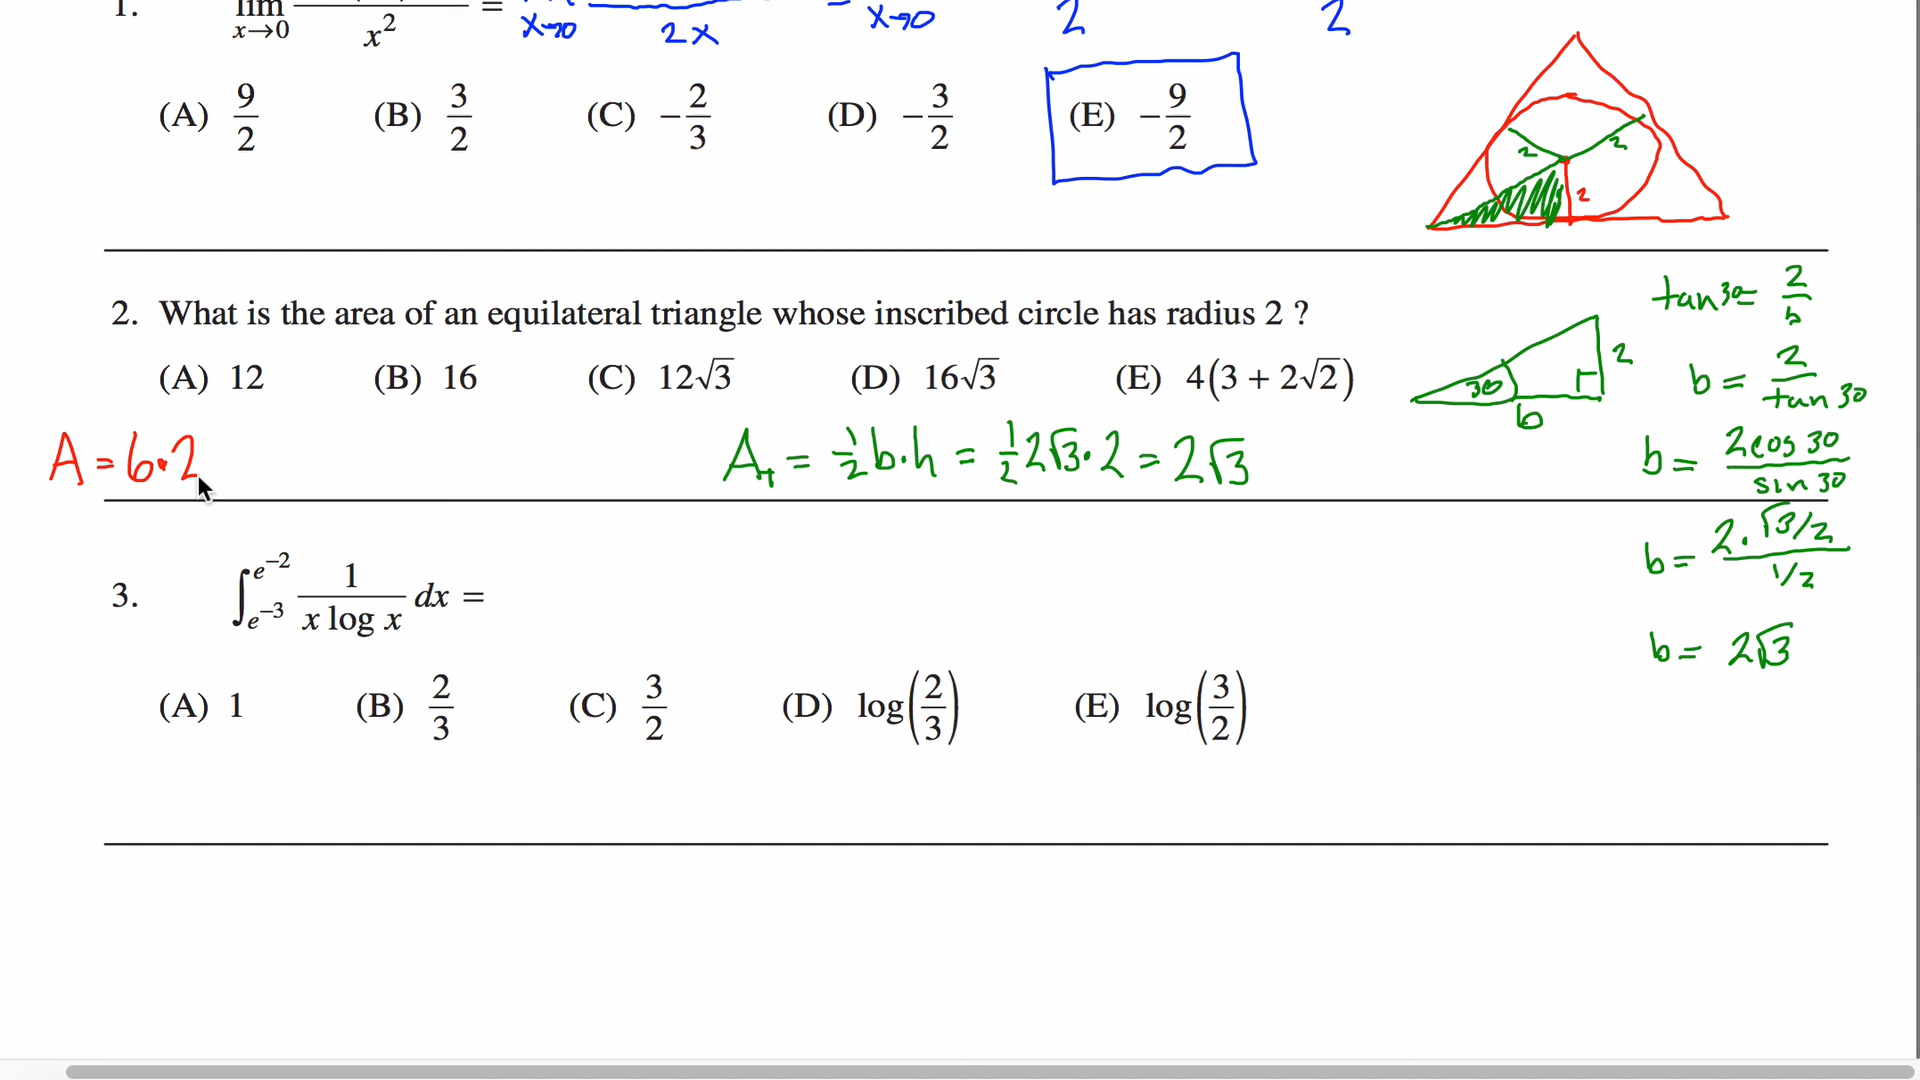 1. lim x→0 x² = x→0 2x = x→0 2 2
(A) 9/2 (B) 3/2 (C) −2/3 (D) −3/2 (E) −9/2
2 2 2
2. What is the area of an equilateral triangle whose inscribed circle has radius 2 ?
(A) 12 (B) 16 (C) 12√3 (D) 16√3 (E) 4(3 + 2√2)
30 2 b
tan 30 = 2/b
b = 2/tan 30
b = 2cos 30/sin 30
b = 2·√3/2 / 1/2
b = 2√3
A = 6·2
A = ½b·h = ½2√3·2 = 2√3
3. ∫_{e⁻³}^{e⁻²} 1/(x log x) dx =
(A) 1 (B) 2/3 (C) 3/2 (D) log(2/3) (E) log(3/2)